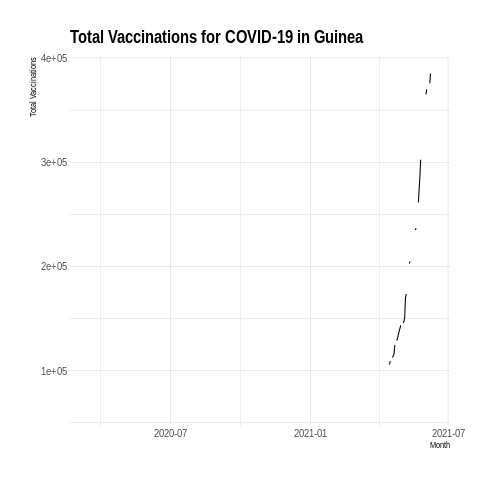 Total Vaccinations for COVID-19 in Guinea
Total Vaccinations
4e+05
3e+05
2e+05
1e+05
2020-07 2021-01 2021-07
Month